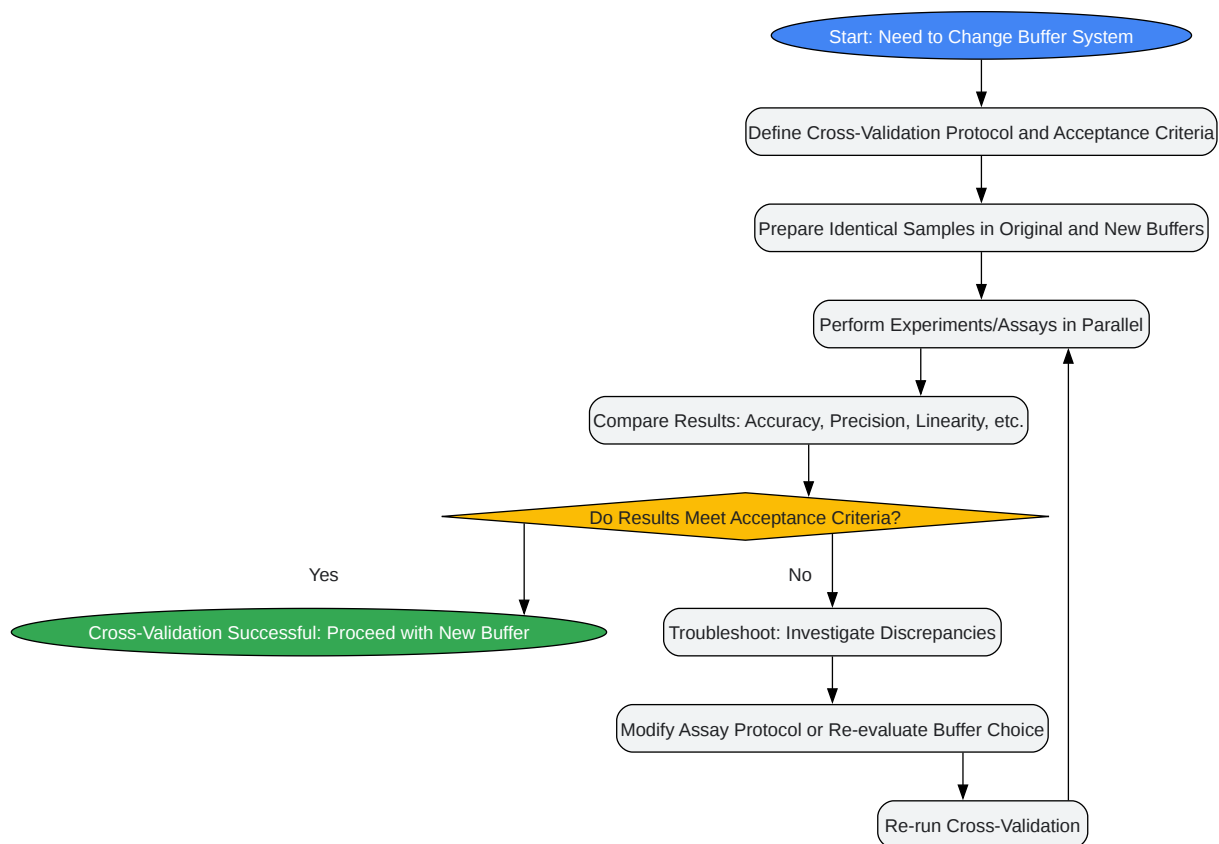 Start: Need to Change Buffer System
Define Cross-Validation Protocol and Acceptance Criteria
Prepare Identical Samples in Original and New Buffers
Perform Experiments/Assays in Parallel
Compare Results: Accuracy, Precision, Linearity, etc.
Do Results Meet Acceptance Criteria?
Yes
No
Cross-Validation Successful: Proceed with New Buffer
Troubleshoot: Investigate Discrepancies
Modify Assay Protocol or Re-evaluate Buffer Choice
Re-run Cross-Validation